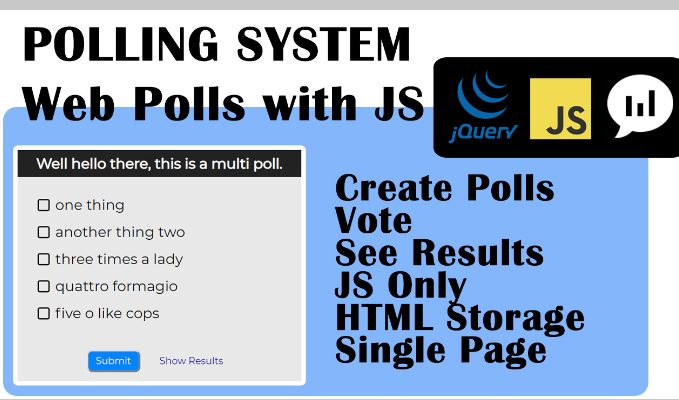 POLLING SYSTEM
Web Polls with JS
jQuery
JS
Well hello there, this is a multi poll.
one thing
another thing two
three times a lady
quattro formagio
five o like cops
Submit Show Results
Create Polls
Vote
See Results
JS Only
HTML Storage
Single Page